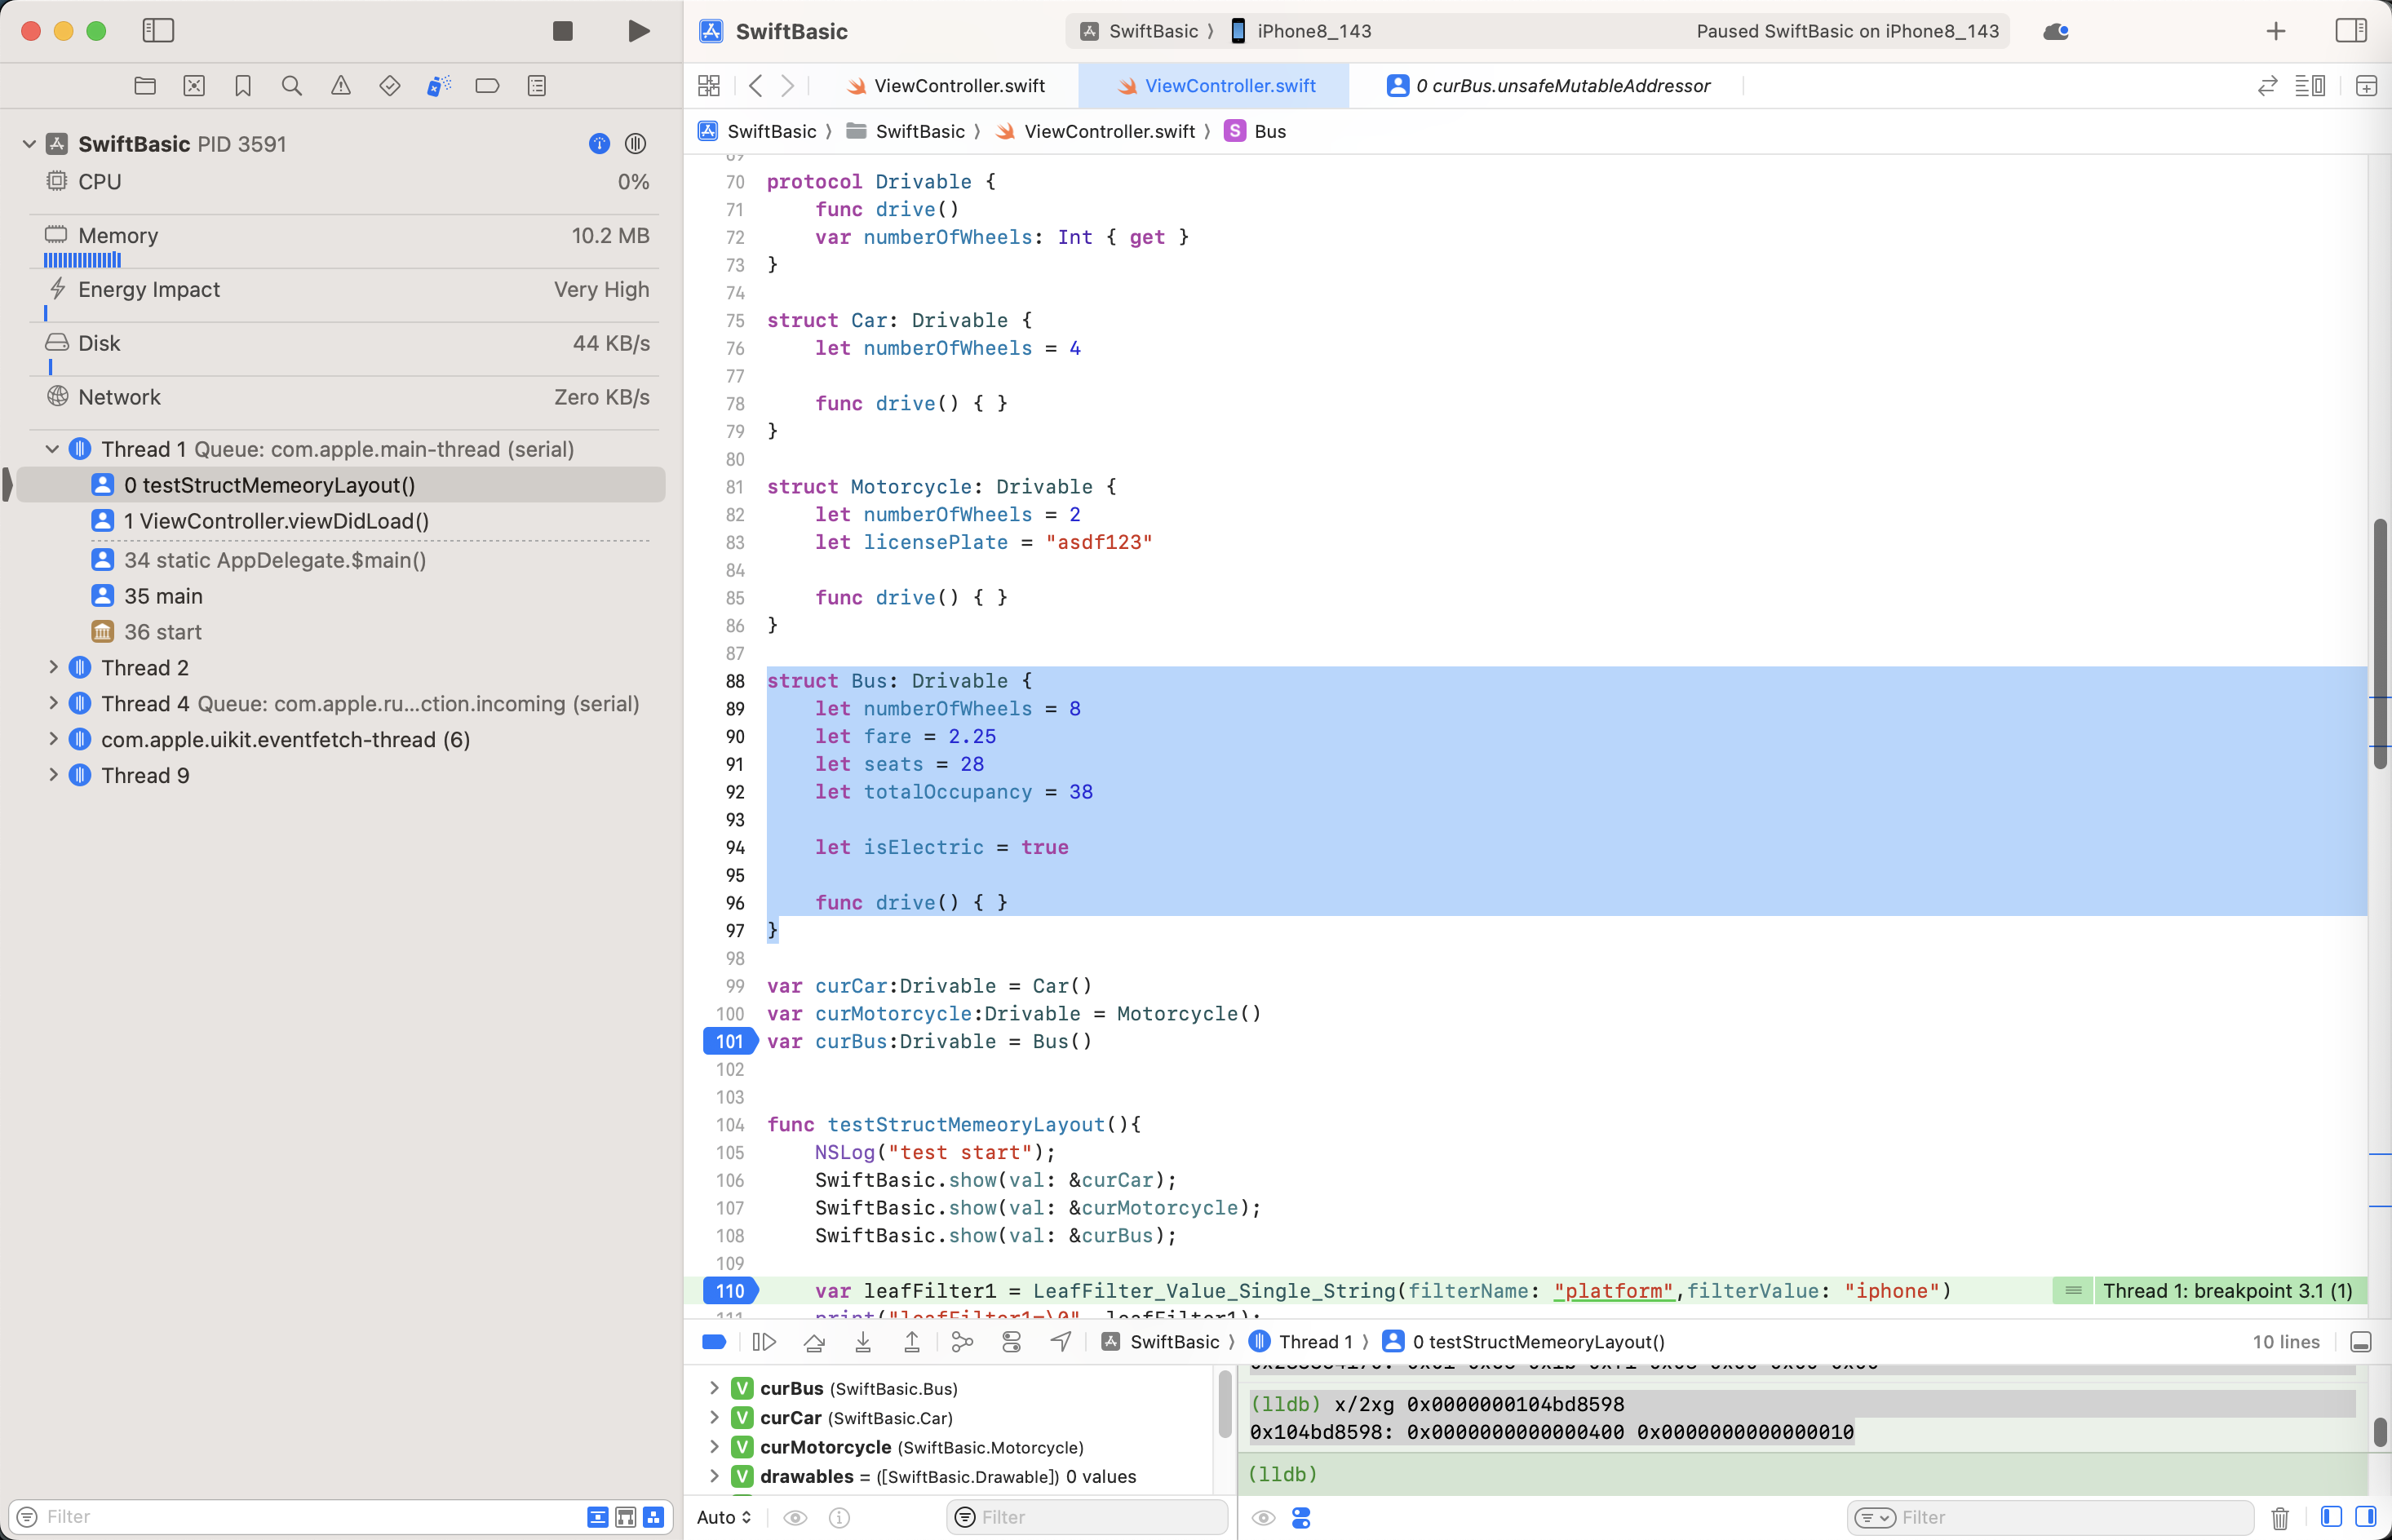 SwiftBasic
SwiftBasic 〉 iPhone8_143
Paused SwiftBasic on iPhone8_143
ViewController.swift
ViewController.swift
0 curBus.unsafeMutableAddressor
SwiftBasic 〉 SwiftBasic 〉 ViewController.swift 〉 S Bus
SwiftBasic PID 3591
CPU 0%
Memory 10.2 MB
Energy Impact Very High
Disk 44 KB/s
Network Zero KB/s
Thread 1 Queue: com.apple.main-thread (serial)
0 testStructMemeoryLayout()
1 ViewController.viewDidLoad()
34 static AppDelegate.$main()
35 main
36 start
Thread 2
Thread 4 Queue: com.apple.ru...ction.incoming (serial)
com.apple.uikit.eventfetch-thread (6)
Thread 9
Filter
69
70 protocol Drivable {
71 func drive()
72 var numberOfWheels: Int { get }
73 }
74
75 struct Car: Drivable {
76 let numberOfWheels = 4
77
78 func drive() { }
79 }
80
81 struct Motorcycle: Drivable {
82 let numberOfWheels = 2
83 let licensePlate = "asdf123"
84
85 func drive() { }
86 }
87
88 struct Bus: Drivable {
89 let numberOfWheels = 8
90 let fare = 2.25
91 let seats = 28
92 let totalOccupancy = 38
93
94 let isElectric = true
95
96 func drive() { }
97 }
98
99 var curCar:Drivable = Car()
100 var curMotorcycle:Drivable = Motorcycle()
101 var curBus:Drivable = Bus()
102
103
104 func testStructMemeoryLayout(){
105 NSLog("test start");
106 SwiftBasic.show(val: &curCar);
107 SwiftBasic.show(val: &curMotorcycle);
108 SwiftBasic.show(val: &curBus);
109
110 var leafFilter1 = LeafFilter_Value_Single_String(filterName: "platform",filterValue: "iphone") Thread 1: breakpoint 3.1 (1)
SwiftBasic 〉 Thread 1 〉 0 testStructMemeoryLayout()
10 lines
V curBus (SwiftBasic.Bus)
V curCar (SwiftBasic.Car)
V curMotorcycle (SwiftBasic.Motorcycle)
V drawables = ([SwiftBasic.Drawable]) 0 values
Auto
Filter
(lldb) x/2xg 0x0000000104bd8598
0x104bd8598: 0x0000000000000400 0x0000000000000010
(lldb)
Filter